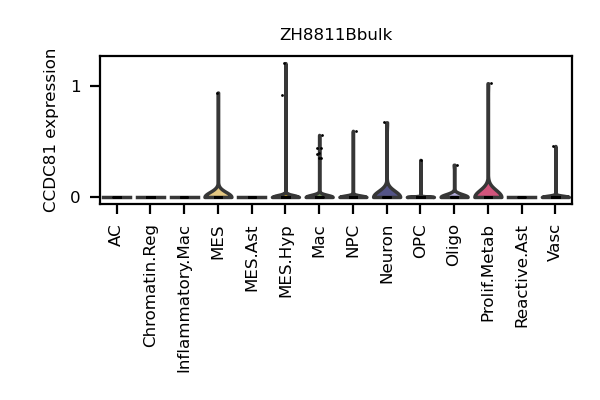 ZH8811Bbulk
CCDC81 expression
1
0
AC
Chromatin.Reg
Inflammatory.Mac
MES
MES.Ast
MES.Hyp
Mac
NPC
Neuron
OPC
Oligo
Prolif.Metab
Reactive.Ast
Vasc